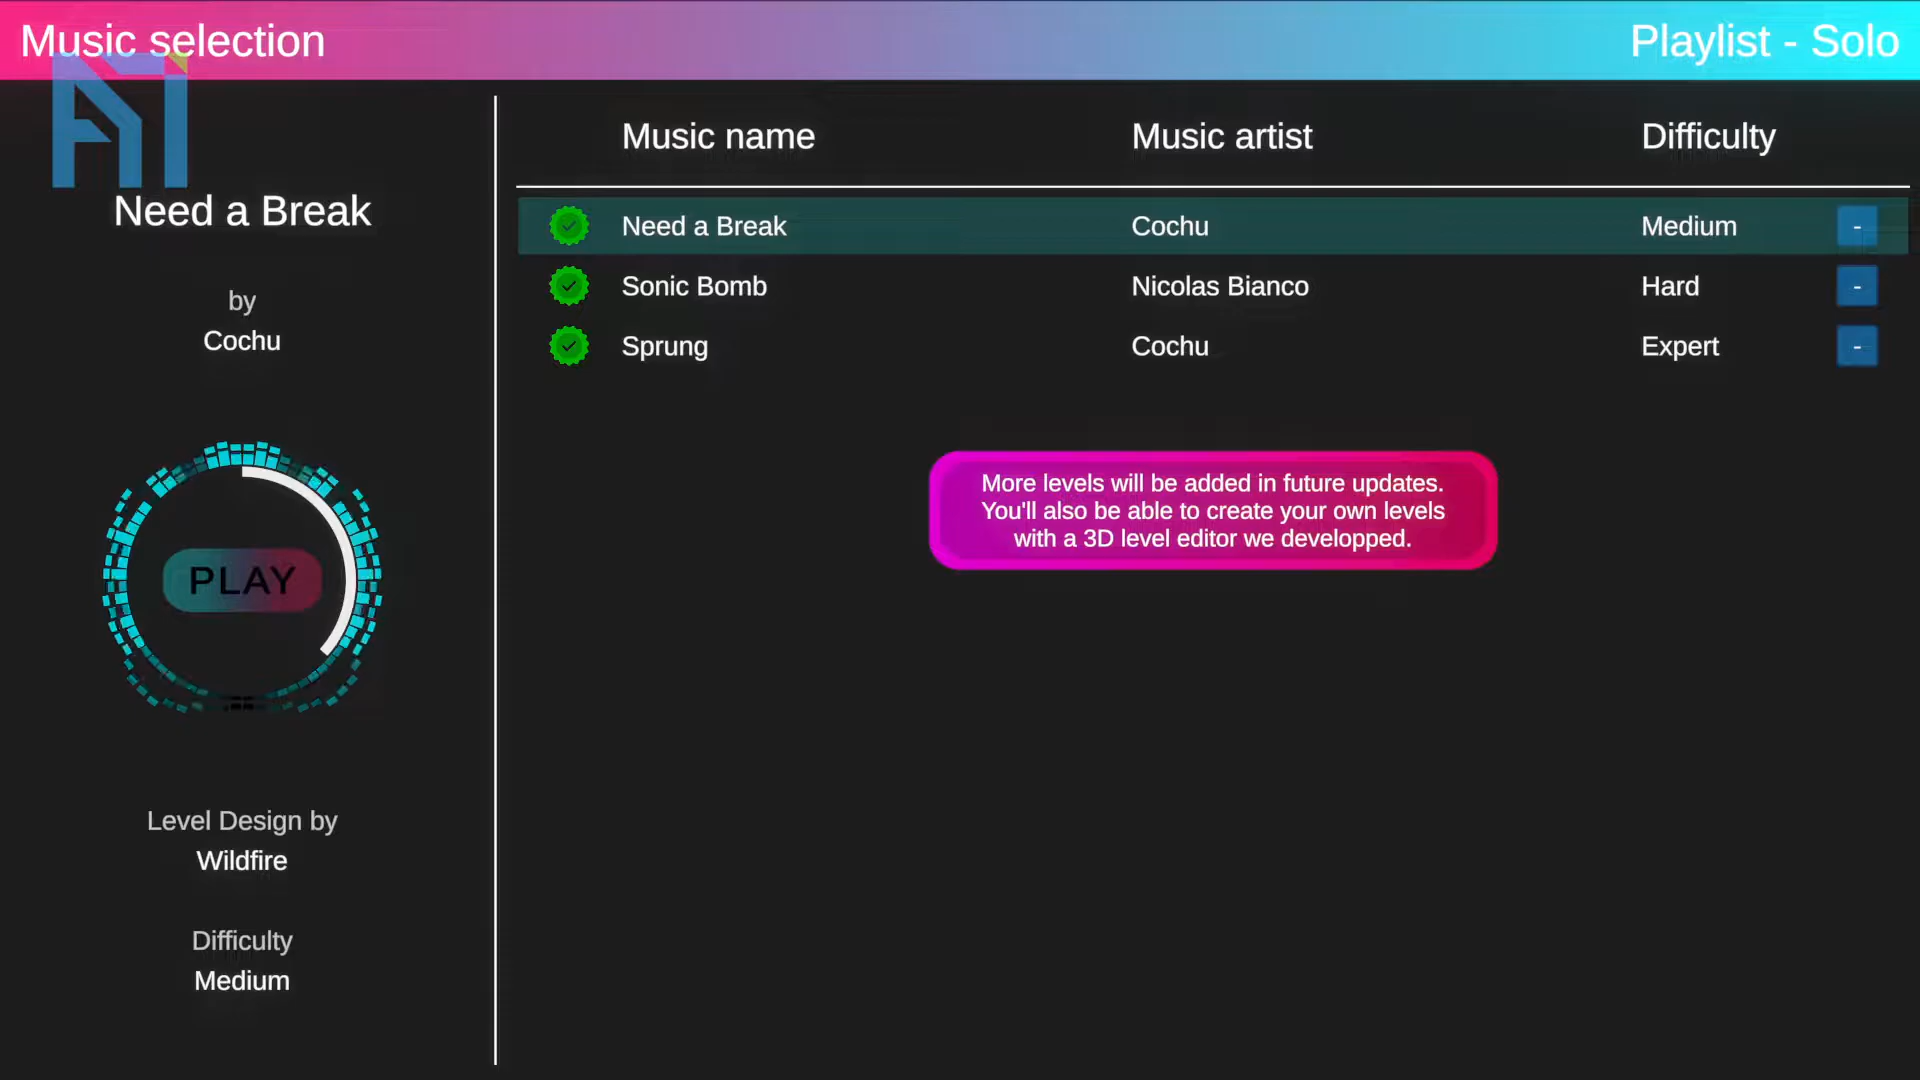 Music selection
Playlist - Solo
Need a Break
by
Cochu
PLAY
Level Design by
Wildfire
Difficulty
Medium
Music name Music artist Difficulty
Need a Break Cochu Medium -
Sonic Bomb Nicolas Bianco Hard -
Sprung Cochu Expert -
More levels will be added in future updates.
You'll also be able to create your own levels
with a 3D level editor we developped.